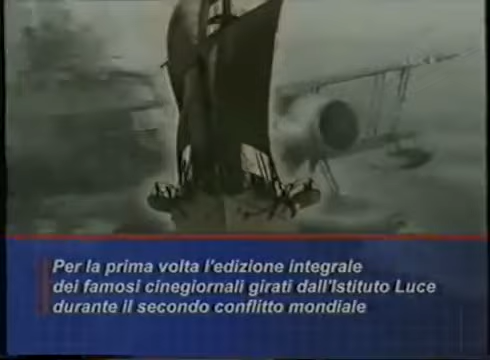 Per la prima volta l'edizione integrale
dei famosi cinegiornali girati dall'Istituto Luce
durante il secondo conflitto mondiale